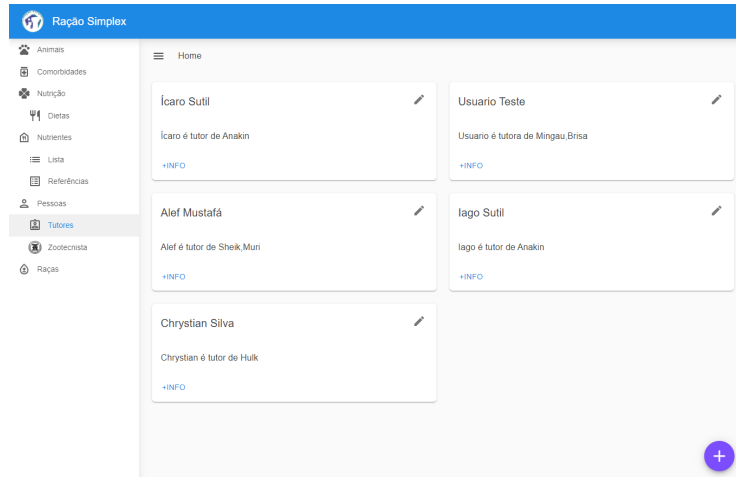 Ração Simplex
Animais
Comorbidades
Nutrição
Dietas
Nutrientes
Lista
Referências
Pessoas
Tutores
Zootecnista
Raças
Home
Ícaro Sutil
Ícaro é tutor de Anakin
+INFO
Usuario Teste
Usuario é tutora de Mingau,Brisa
+INFO
Alef Mustafá
Alef é tutor de Sheik,Muri
+INFO
Iago Sutil
Iago é tutor de Anakin
+INFO
Chrystian Silva
Chrystian é tutor de Hulk
+INFO